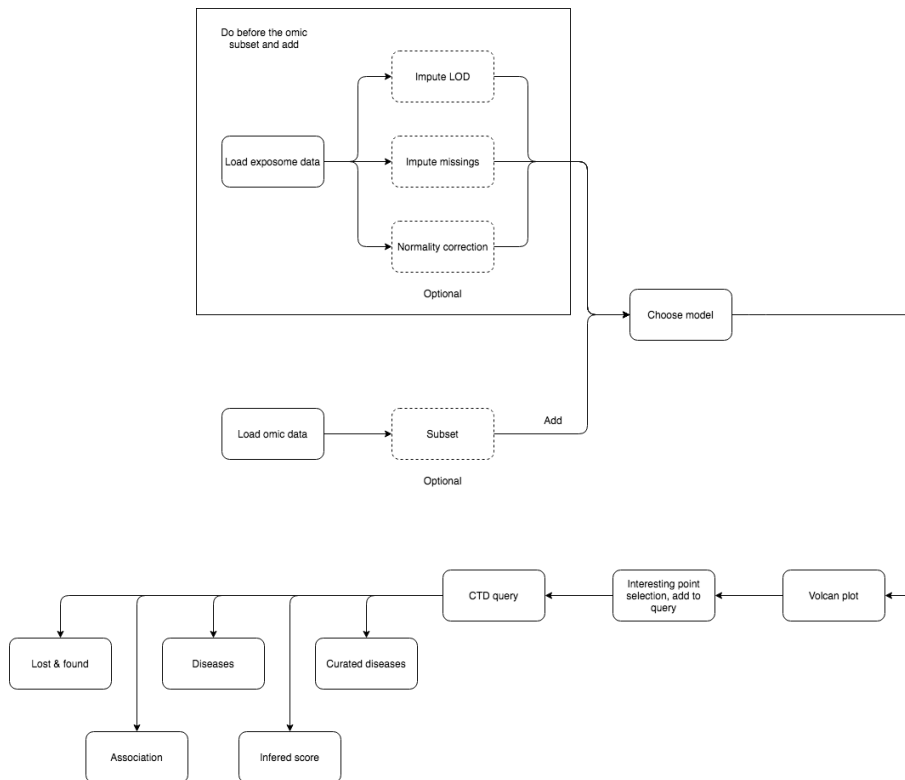 Do before the omic
subset and add
Impute LOD
Load exposome data
Impute missings
Normality correction
Optional
Choose model
Load omic data
Subset
Add
Optional
CTD query
Interesting point
selection, add to
query
Volcan plot
Lost & found
Diseases
Curated diseases
Association
Infered score